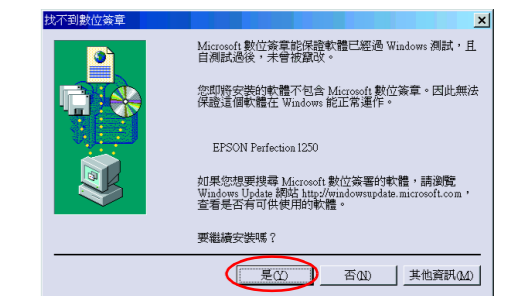 找不到數位簽章
Microsoft 數位簽章能保證軟體已經過 Windows 測試，且
自測試過後，未曾被竄改。
您即將安裝的軟體不包含 Microsoft 數位簽章。因此無法
保證這個軟體在 Windows 能正常運作。
EPSON Perfection1250
如果您想要搜尋 Microsoft 數位簽署的軟體，請瀏覽
Windows Update 網站 http://windowsupdate.microsoft.com，
查看是否有可供使用的軟體。
要繼續安裝嗎？
是(Y) 否(N) 其他資訊(M)